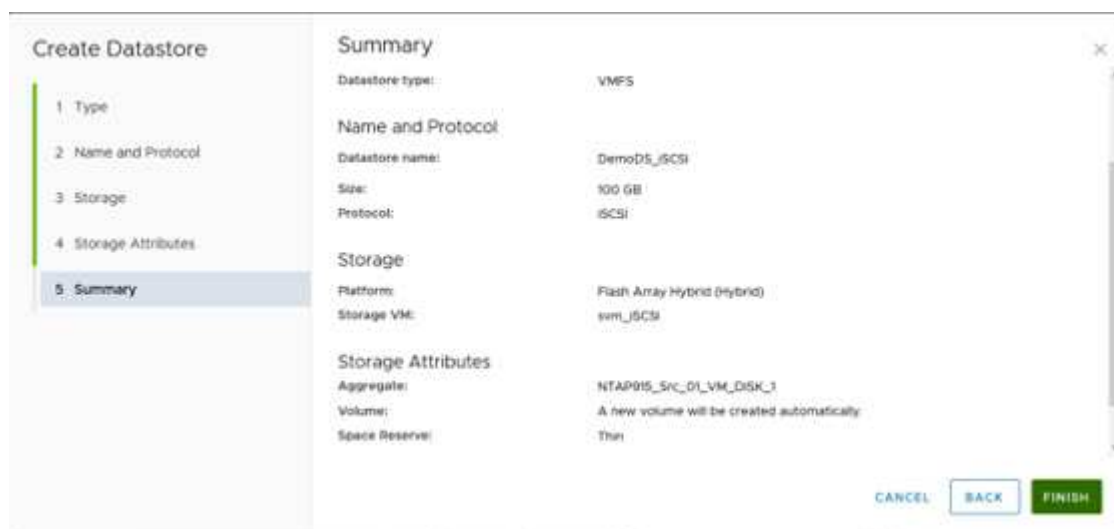 Create Datastore
1 Type
2 Name and Protocol
3 Storage
4 Storage Attributes
5 Summary
Summary
Datastore type: VMFS
Name and Protocol
Datastore name: DemoDS_iSCSI
Size: 100 GB
Protocol: iSCSI
Storage
Platform: Flash Array Hybrid (Hybrid)
Storage VM: svm_iSCSI
Storage Attributes
Aggregate: NTAP915_Src_01_VM_DISK_1
Volume: A new volume will be created automatically.
Space Reserve: Thin
CANCEL BACK FINISH